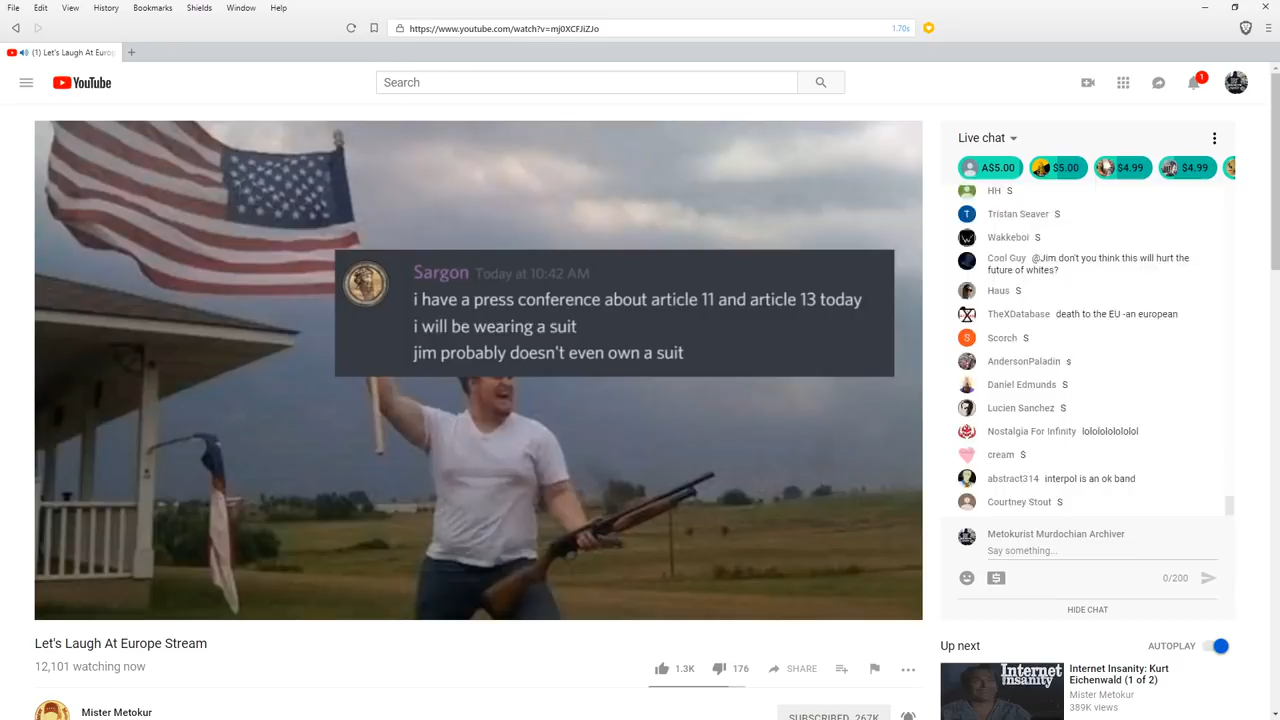 File Edit View History Bookmarks Shields Window Help
https://www.youtube.com/watch?v=mj0XCFJiZJo
1.70s
(1) Let's Laugh At Europ
YouTube
Search
1
Sargon Today at 10:42 AM
i have a press conference about article 11 and article 13 today
i will be wearing a suit
jim probably doesn't even own a suit
Let's Laugh At Europe Stream
12,101 watching now
1.3K 176 SHARE
Mister Metokur
SUBSCRIBED 267K
Live chat
A$5.00 $5.00 $4.99 $4.99
HH S
Tristan Seaver S
Wakkeboi S
Cool Guy @Jim don't you think this will hurt the
future of whites?
Haus S
TheXDatabase death to the EU -an european
Scorch S
AndersonPaladin s
Daniel Edmunds S
Lucien Sanchez S
Nostalgia For Infinity lolololololol
cream S
abstract314 interpol is an ok band
Courtney Stout S
Metokurist Murdochian Archiver
Say something...
0/200
HIDE CHAT
Up next
AUTOPLAY
Internet
Insanity
Internet Insanity: Kurt
Eichenwald (1 of 2)
Mister Metokur
389K views